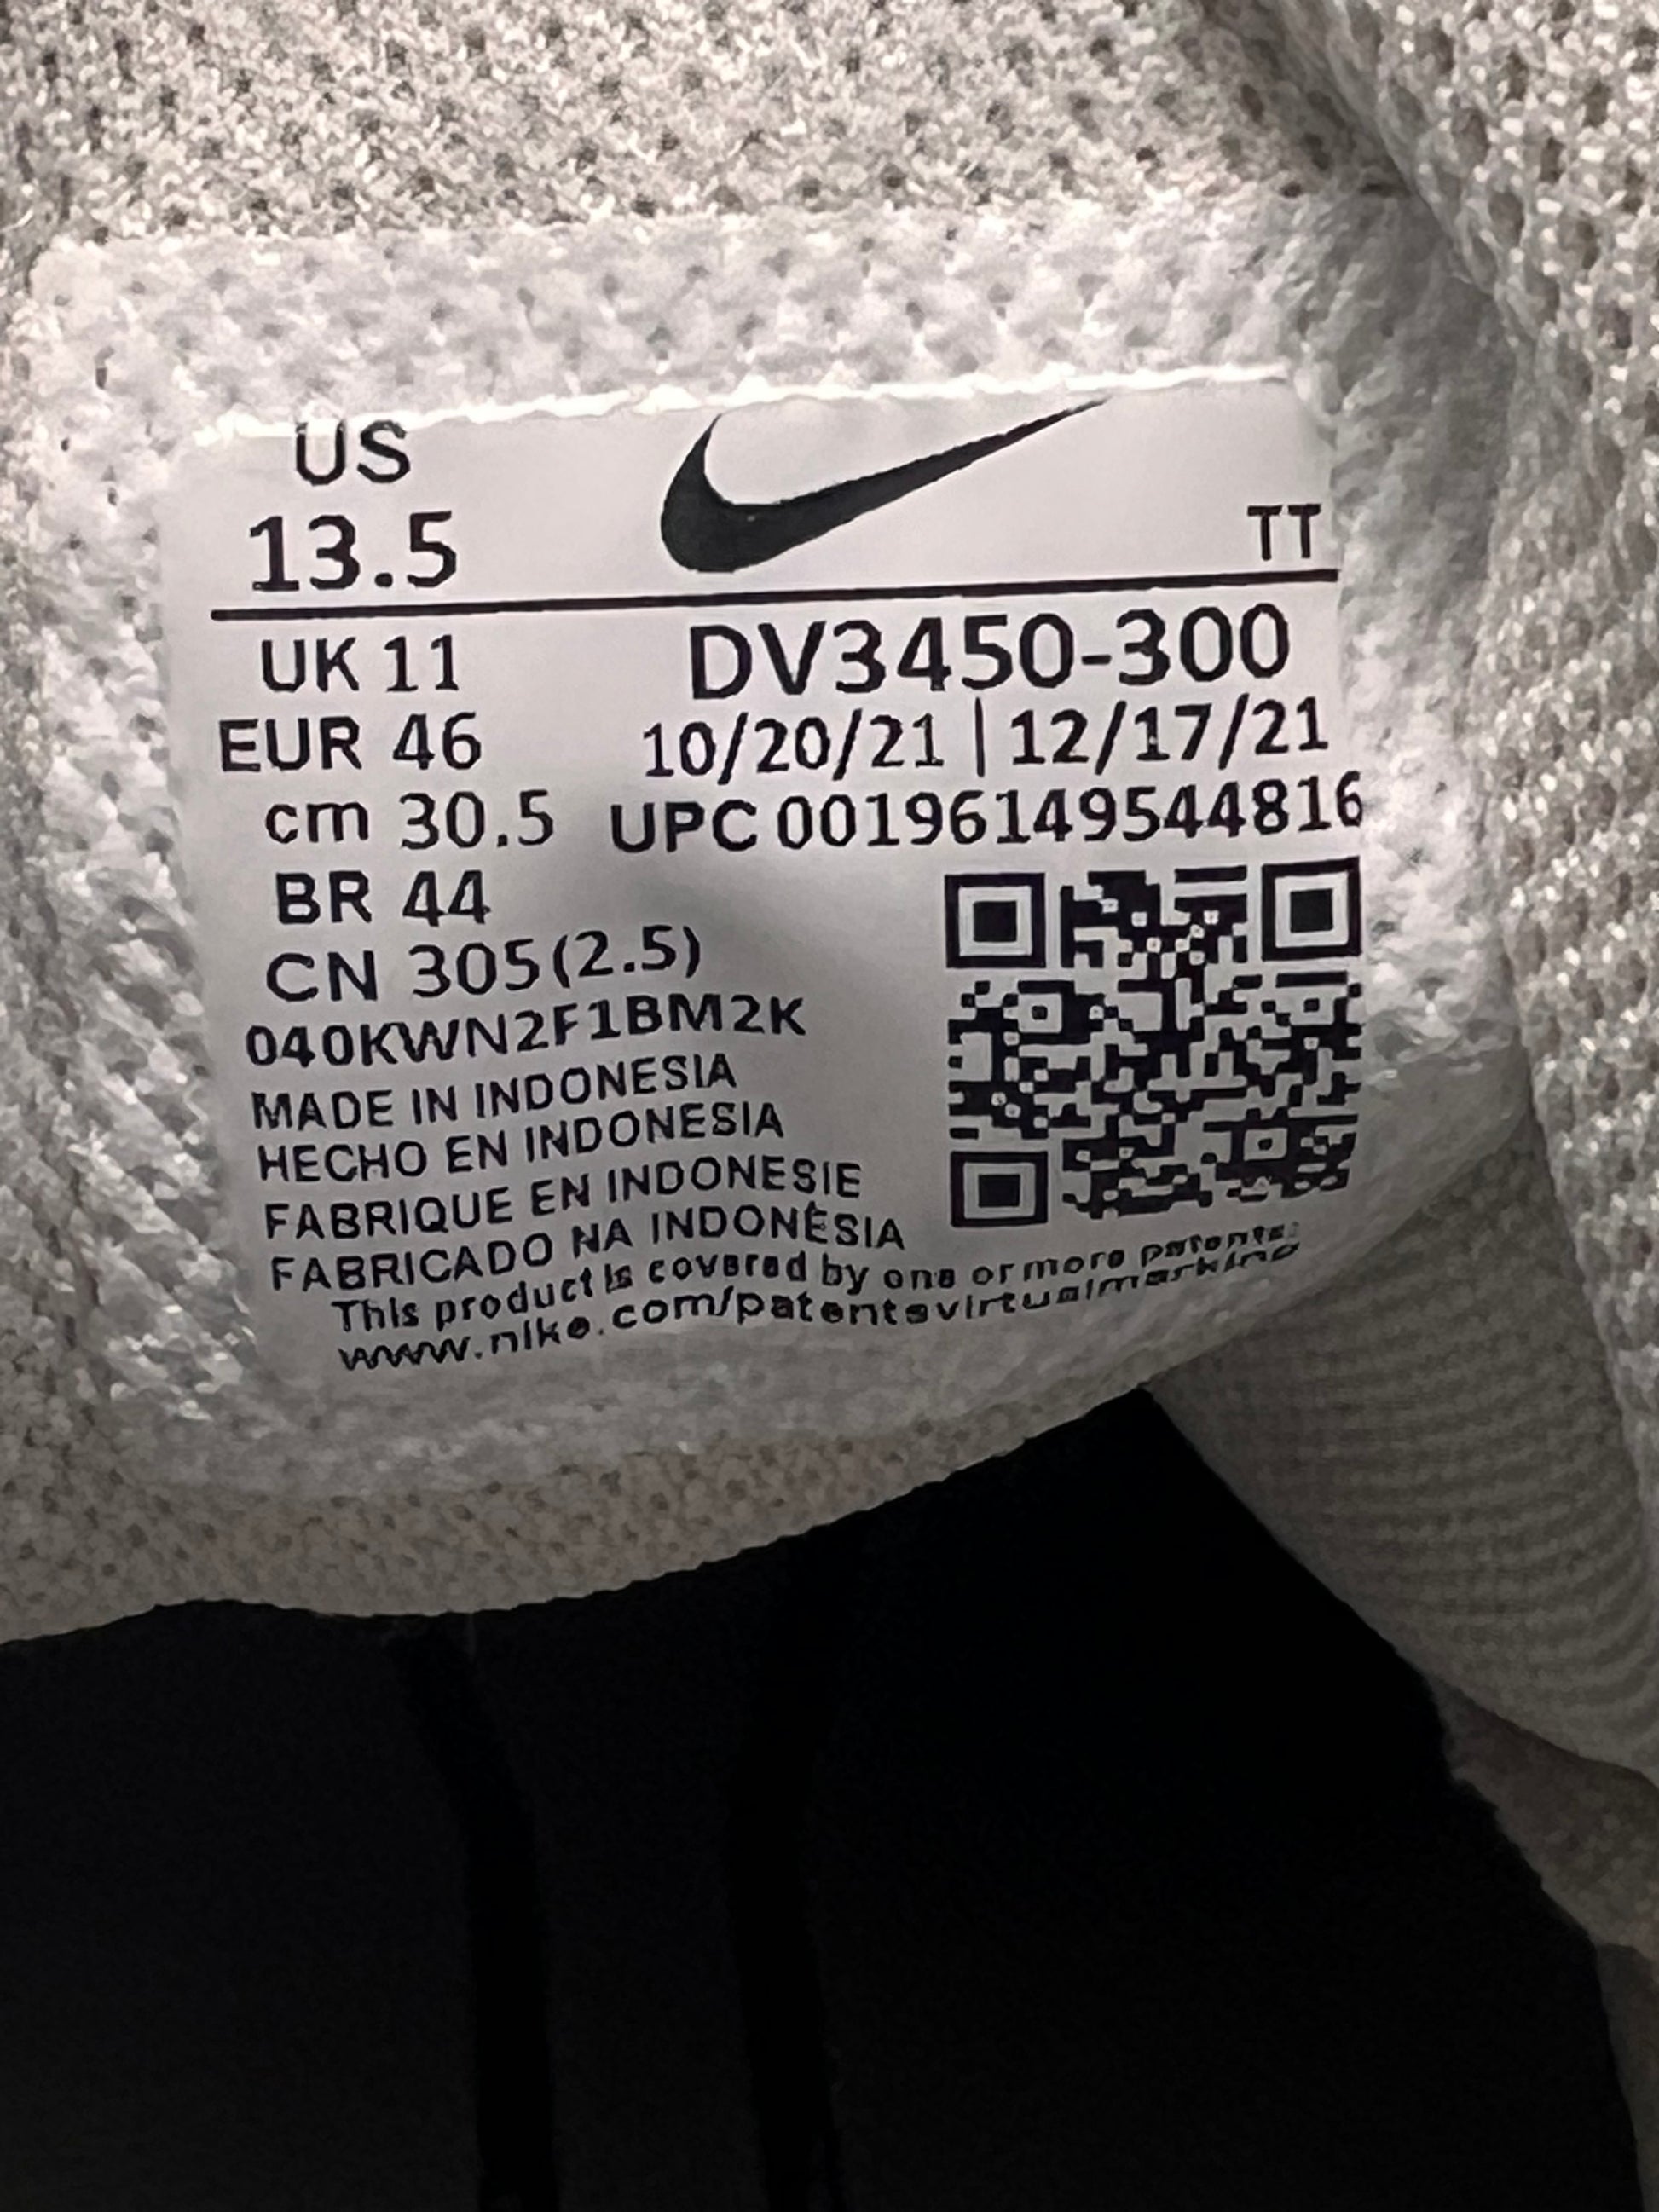 US
13.5
TT
UK 11
EUR 46
cm 30.5
BR 44
CN 305(2.5)
DV3450-300
10/20/21 | 12/17/21
UPC 00196149544816
040KWN2F1BM2K
MADE IN INDONESIA
HECHO EN INDONESIA
FABRIQUE EN INDONESIE
FABRICADO NA INDONÉSIA
This product is covered by one or more patents:
www.nike.com/patentsvirtualmarking